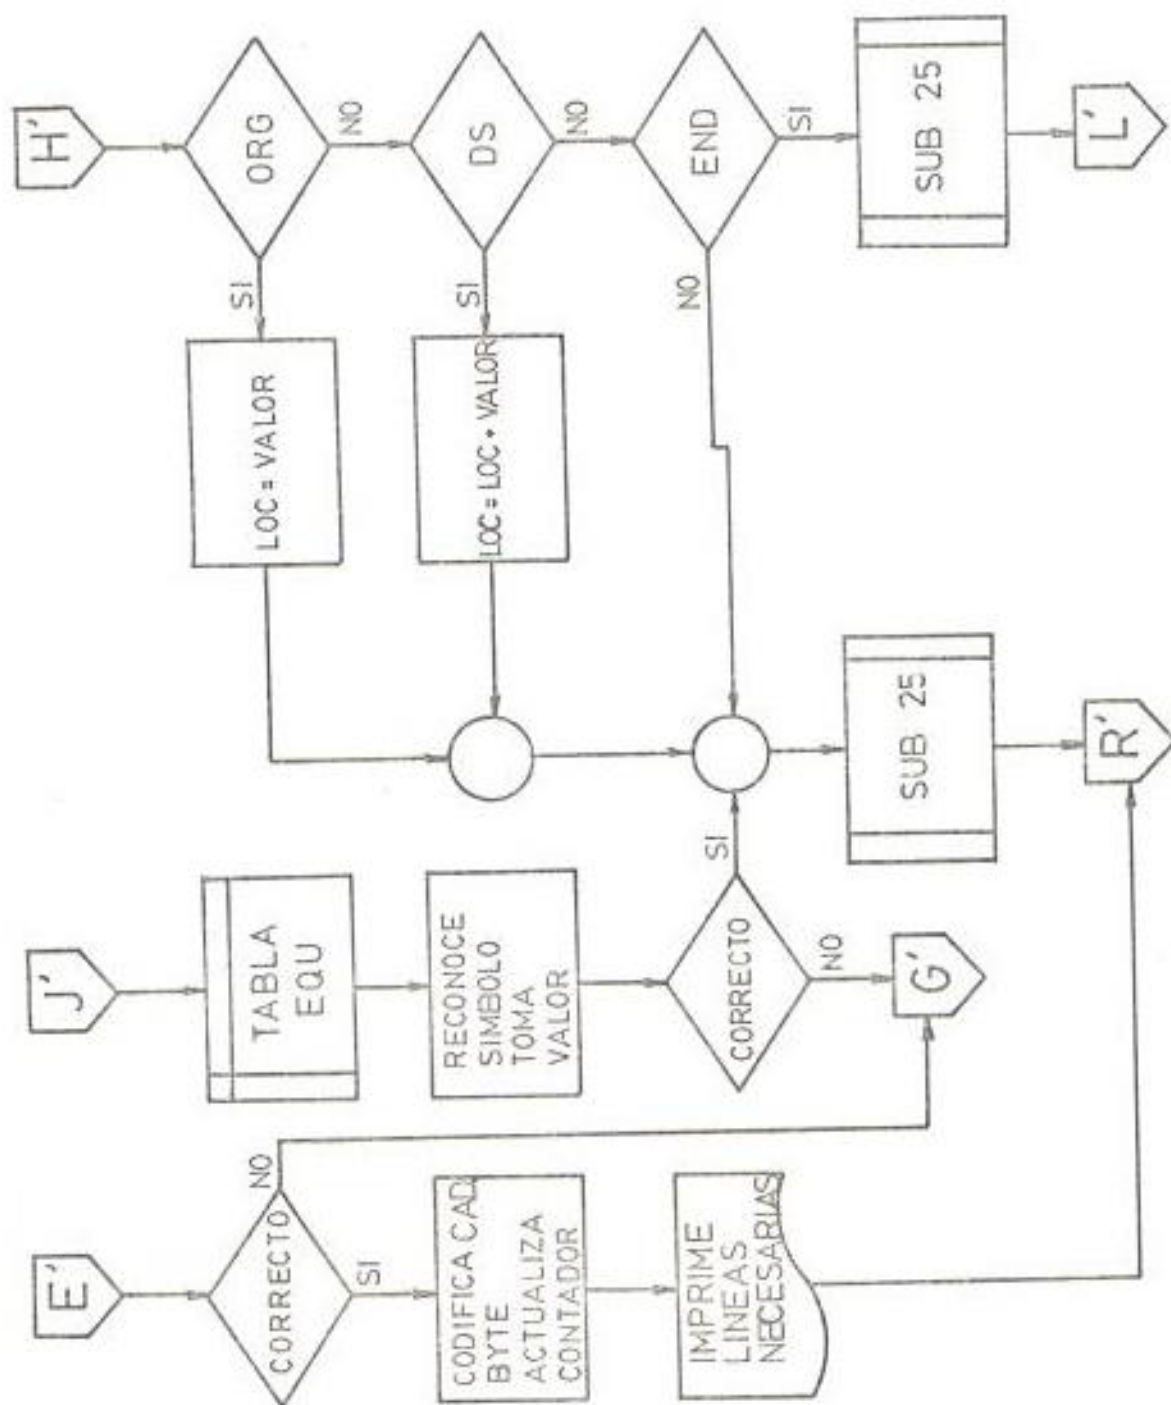 E'
CORRECTO
NO
SI
CODIFICA CAD.
BYTE
ACTUALIZA
CONTADOR
IMPRIME
LINEAS
NECESARIAS
J'
TABLA
EQU
RECONOCE
SIMBOLO
TOMA
VALOR
CORRECTO
SI
NO
G'
H'
ORG
NO
SI
LOC = VALOR
DS
NO
SI
LOC = LOC + VALOR
END
NO
SI
SUB 25
L'
SUB 25
R'